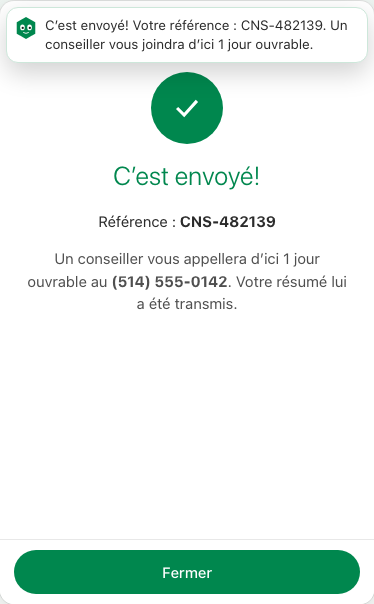 C’est envoyé! Votre référence : CNS-482139. Un
conseiller vous joindra d’ici 1 jour ouvrable.
C’est envoyé!
Référence : CNS-482139
Un conseiller vous appellera d’ici 1 jour
ouvrable au (514) 555-0142. Votre résumé lui
a été transmis.
Fermer